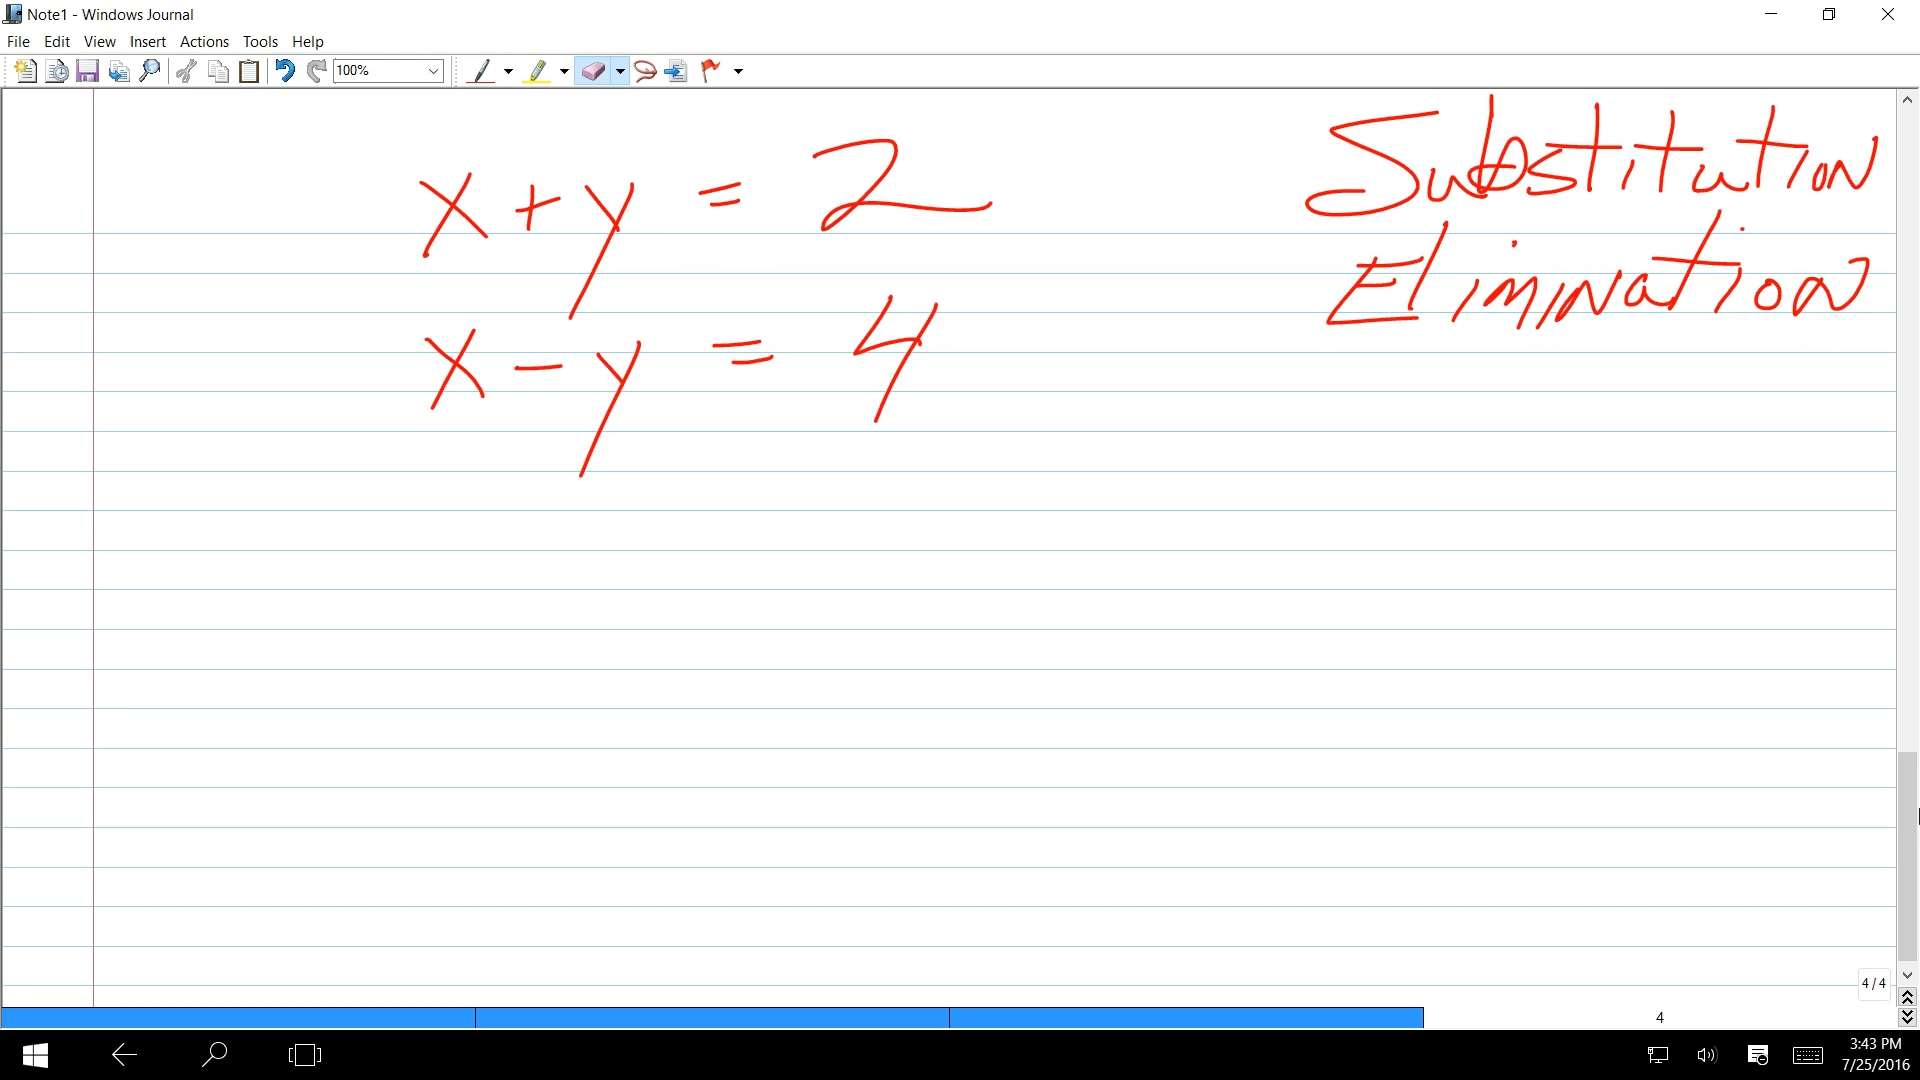 Note1 - Windows Journal
File Edit View Insert Actions Tools Help
100%
x + y = 2
x - y = 4
Substitution
Elimination
4 / 4
4
3:43 PM
7/25/2016